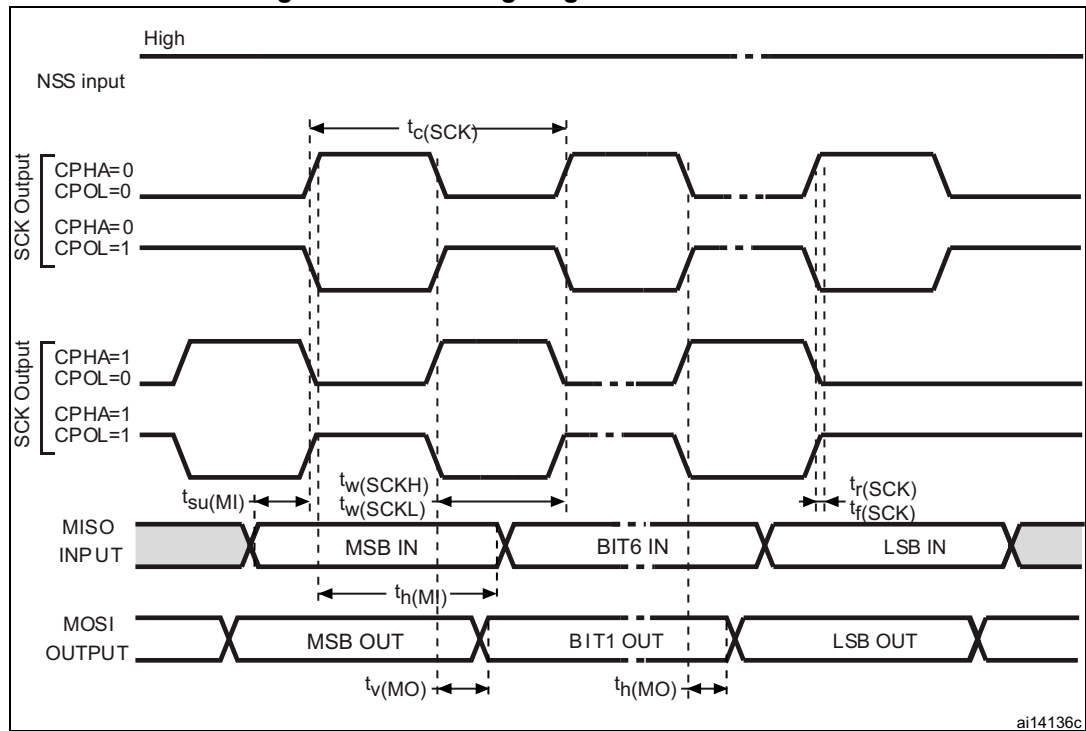 High
NSS input
tc(SCK)
SCK Output
CPHA=0
CPOL=0
CPHA=0
CPOL=1
SCK Output
CPHA=1
CPOL=0
CPHA=1
CPOL=1
tsu(MI)
tw(SCKH)
tw(SCKL)
tr(SCK)
tf(SCK)
MISO
INPUT
MSB IN
BIT6 IN
LSB IN
th(MI)
MOSI
OUTPUT
MSB OUT
BIT1 OUT
LSB OUT
tv(MO)
th(MO)
ai14136c